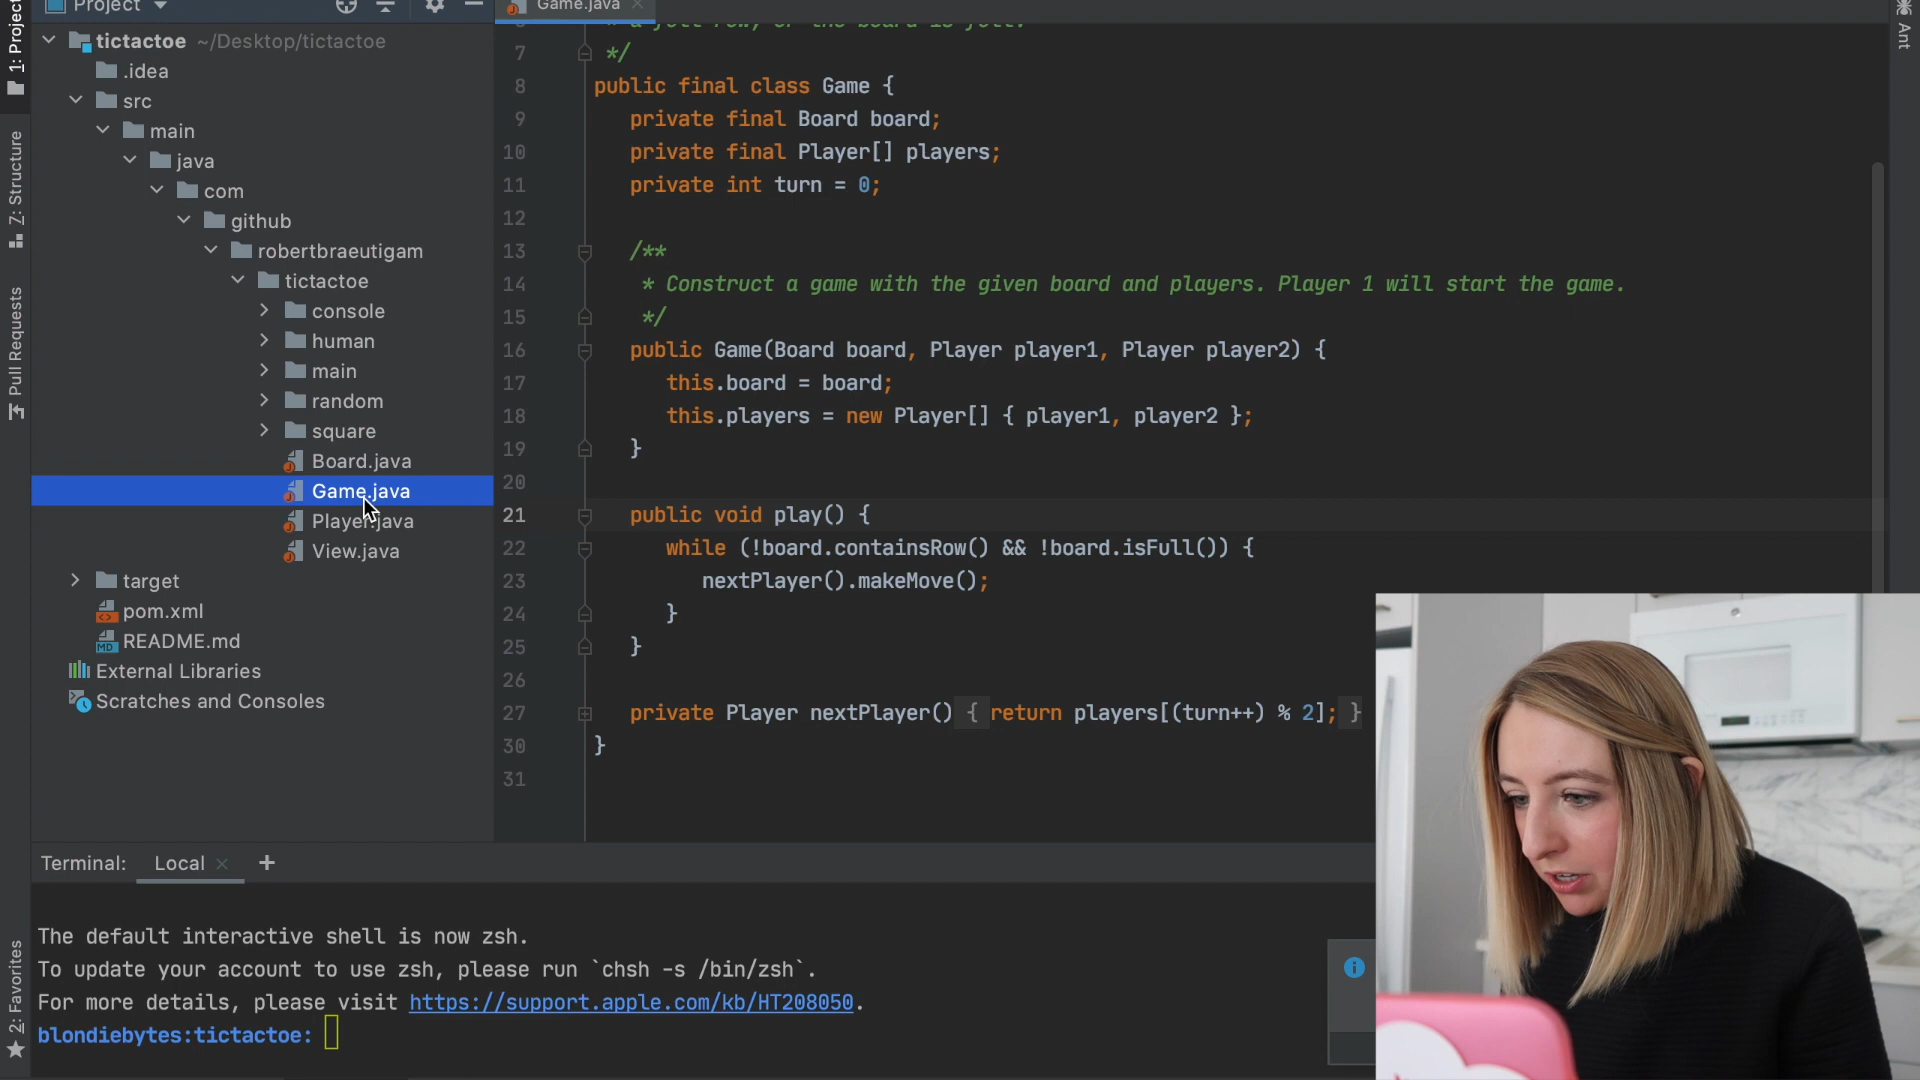 1: Project
Project
Game.java
Ant
tictactoe ~/Desktop/tictactoe
.idea
src
main
java
com
github
robertbraeutigam
tictactoe
console
human
main
random
square
Board.java
Game.java
Player.java
View.java
target
pom.xml
README.md
External Libraries
Scratches and Consoles
Z: Structure
Pull Requests
2: Favorites
* a full row, or the board is full.
7 */
8 public final class Game {
9 private final Board board;
10 private final Player[] players;
11 private int turn = 0;
12
13 /**
14 * Construct a game with the given board and players. Player 1 will start the game.
15 */
16 public Game(Board board, Player player1, Player player2) {
17 this.board = board;
18 this.players = new Player[] { player1, player2 };
19 }
20
21 public void play() {
22 while (!board.containsRow() && !board.isFull()) {
23 nextPlayer().makeMove();
24 }
25 }
26
27 private Player nextPlayer() { return players[(turn++) % 2]; }
30 }
31
Terminal: Local +
The default interactive shell is now zsh.
To update your account to use zsh, please run `chsh -s /bin/zsh`.
For more details, please visit https://support.apple.com/kb/HT208050.
blondiebytes:tictactoe: